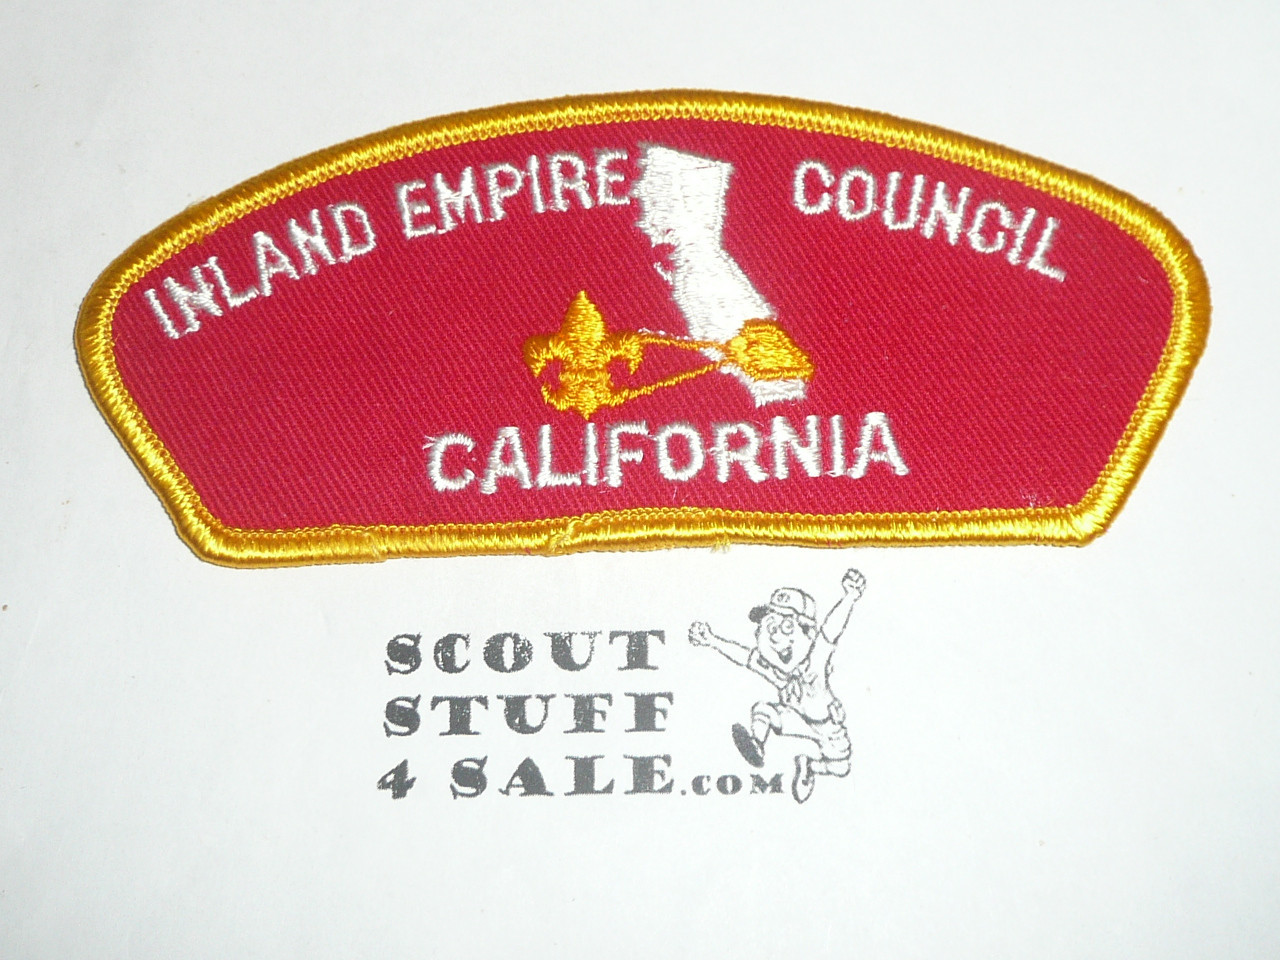 INLAND EMPIRE COUNCIL
CALIFORNIA
SCOUT
STUFF
4 SALE.COM